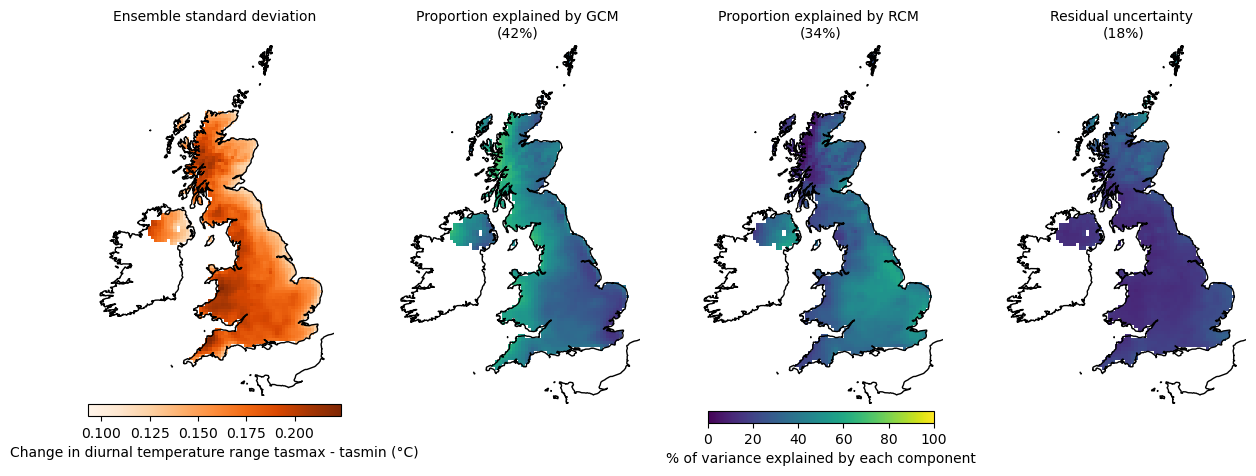 Ensemble standard deviation
Proportion explained by GCM
(42%)
Proportion explained by RCM
(34%)
Residual uncertainty
(18%)
0.100 0.125 0.150 0.175 0.200
Change in diurnal temperature range tasmax - tasmin (°C)
0 20 40 60 80 100
% of variance explained by each component